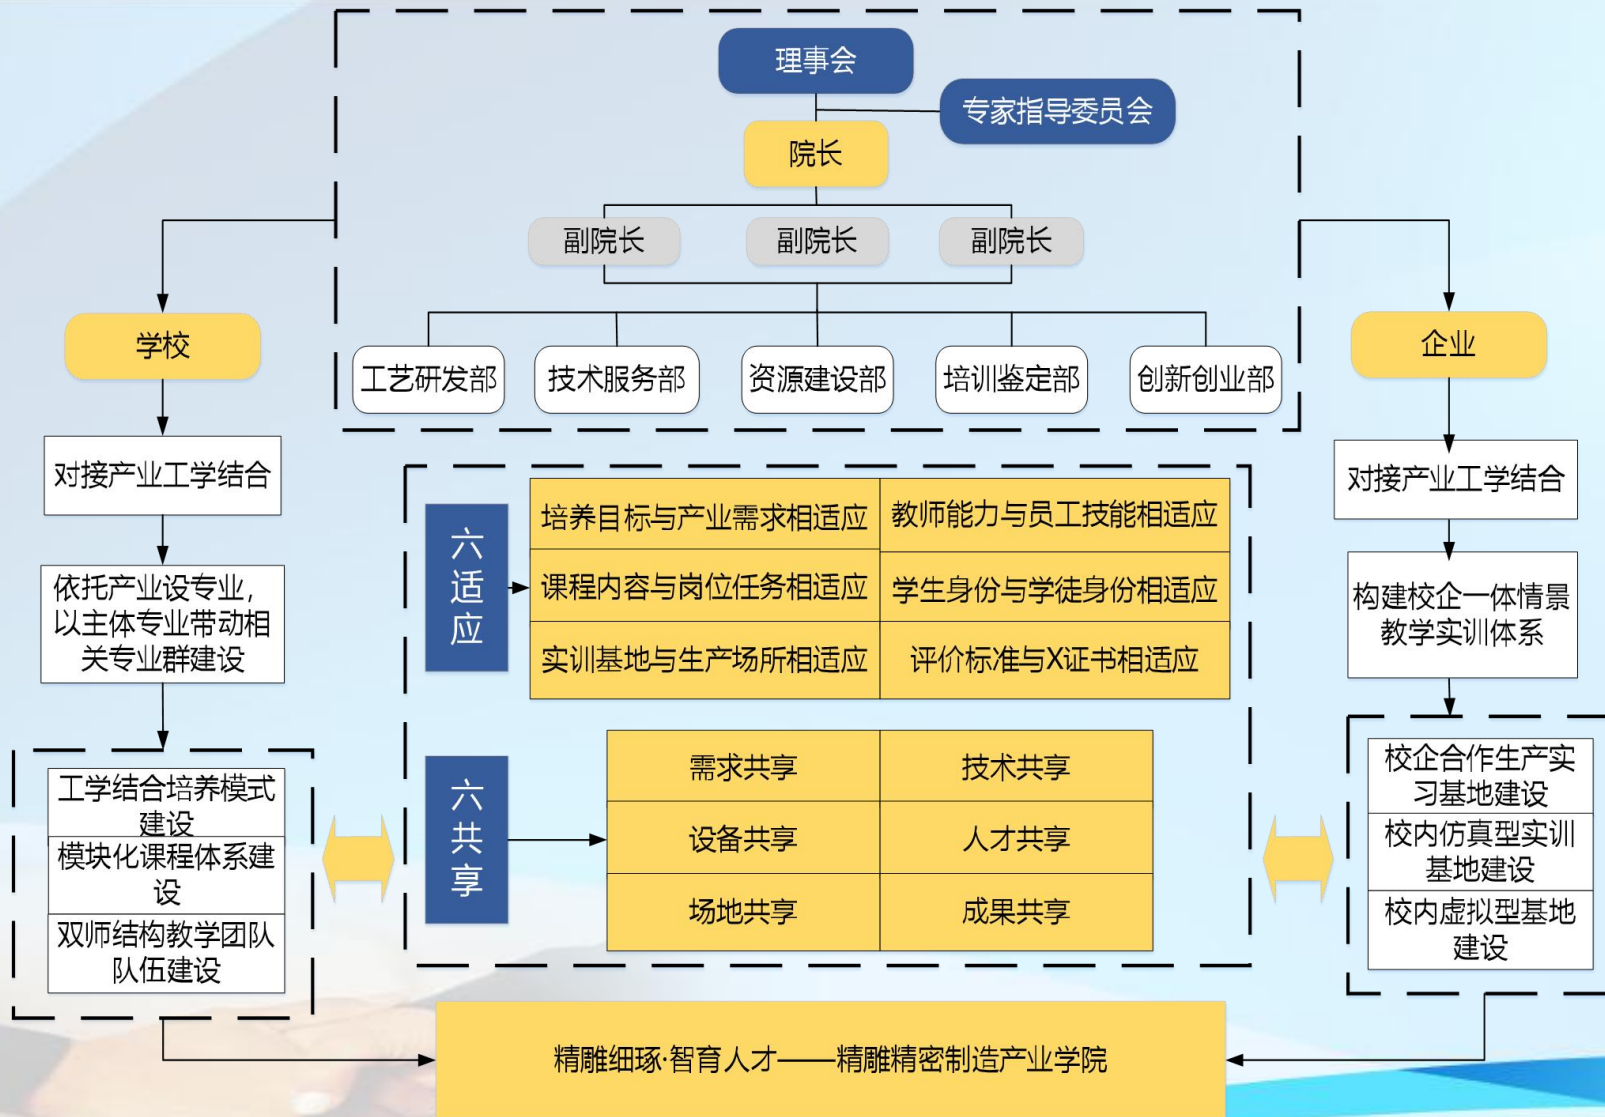 理事会
专家指导委员会
院长
副院长
副院长
副院长
工艺研发部
技术服务部
资源建设部
培训鉴定部
创新创业部
学校
对接产业工学结合
依托产业设专业，
以主体专业带动相
关专业群建设
工学结合培养模式
建设
模块化课程体系建
设
双师结构教学团队
队伍建设
六适应
培养目标与产业需求相适应
教师能力与员工技能相适应
课程内容与岗位任务相适应
学生身份与学徒身份相适应
实训基地与生产场所相适应
评价标准与X证书相适应
六共享
需求共享
技术共享
设备共享
人才共享
场地共享
成果共享
企业
对接产业工学结合
构建校企一体情景
教学实训体系
校企合作生产实
习基地建设
校内仿真型实训
基地建设
校内虚拟型基地
建设
精雕细琢·智育人才——精雕精密制造产业学院